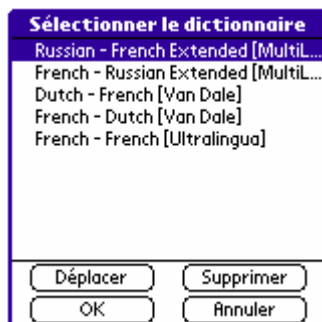 Sélectionner le dictionnaire
Russian - French Extended [MultiL...
French - Russian Extended [MultiL...
Dutch - French [Van Dale]
French - Dutch [Van Dale]
French - French [Ultralingua]
Déplacer Supprimer
OK Annuler